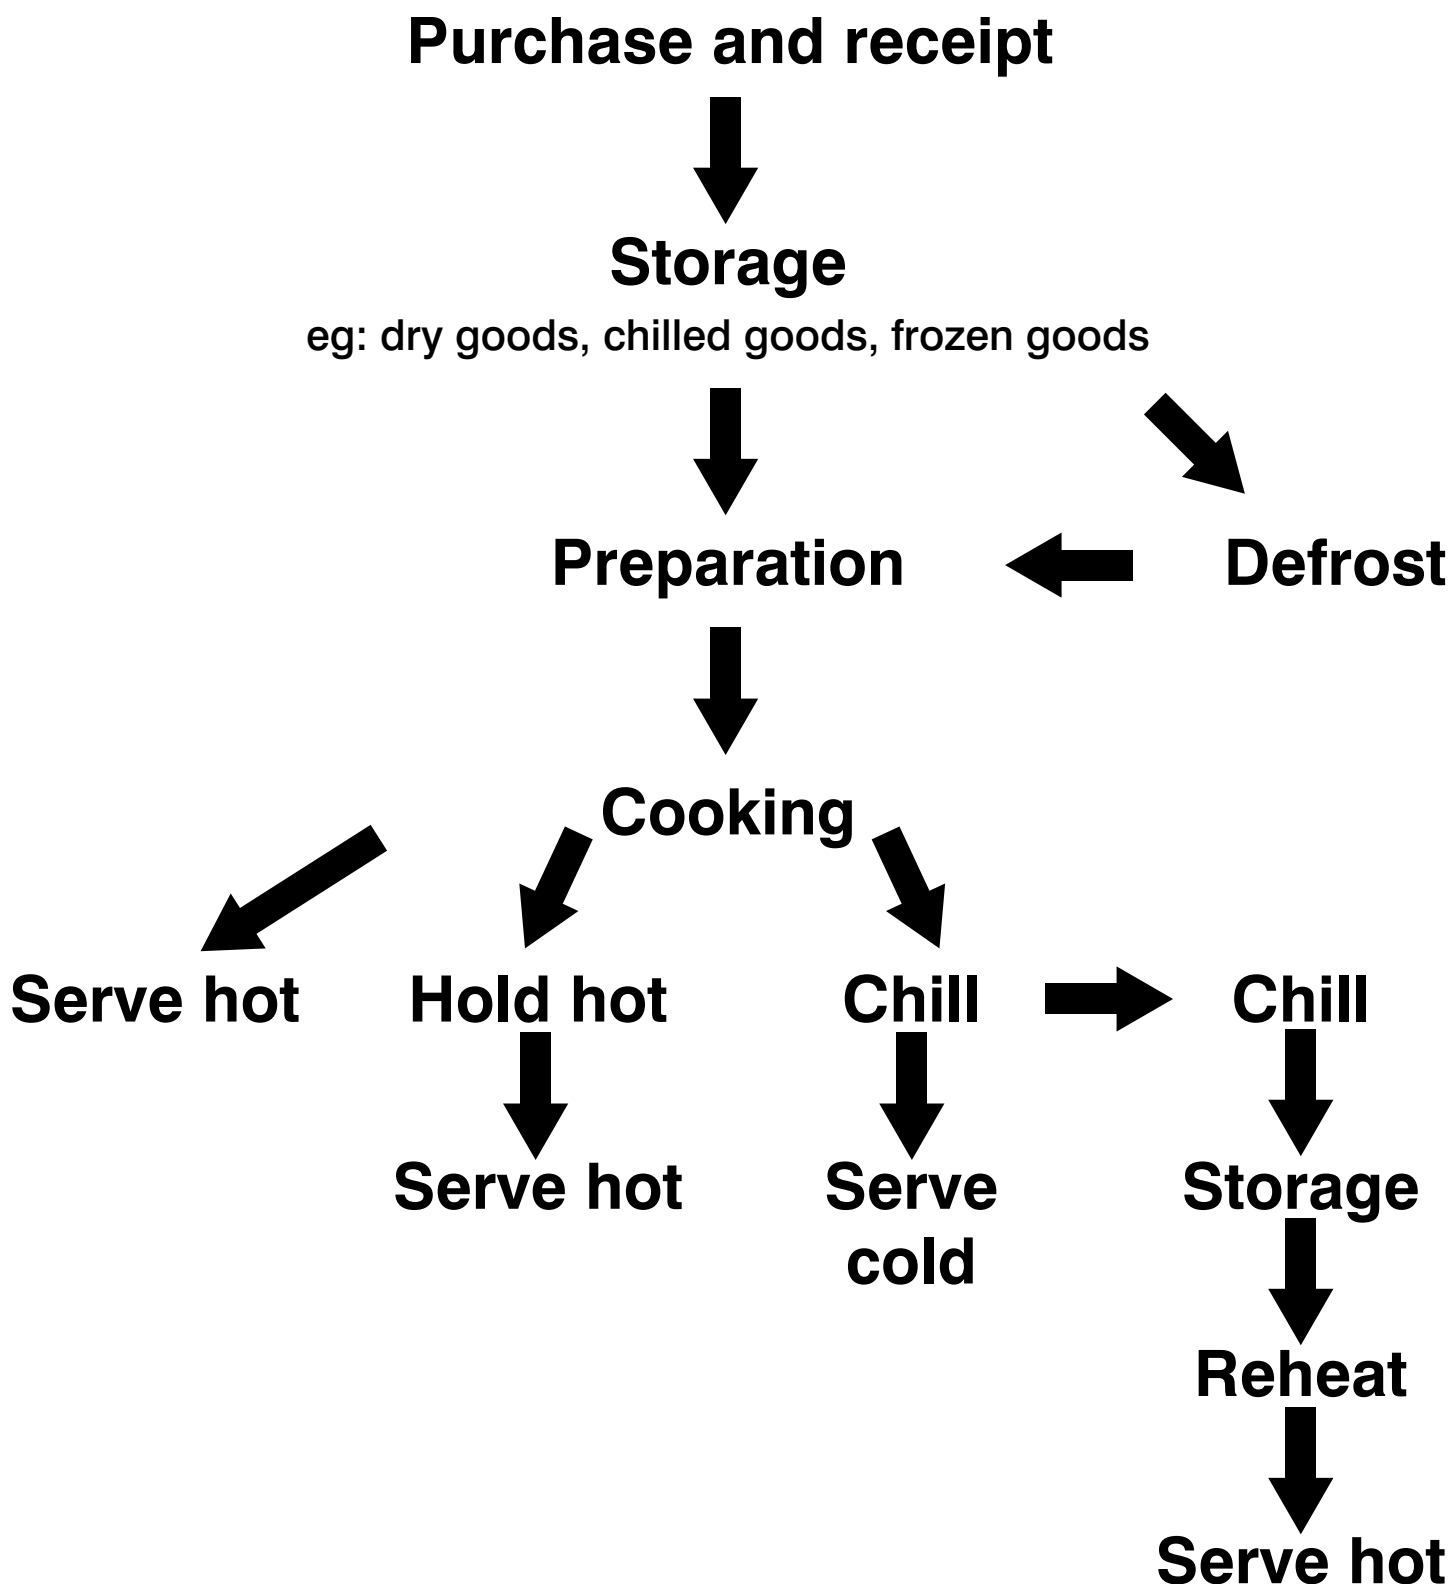 Purchase and receipt
Storage
eg: dry goods, chilled goods, frozen goods
Preparation
Defrost
Cooking
Serve hot
Hold hot
Chill
Chill
Serve hot
Serve
cold
Storage
Reheat
Serve hot